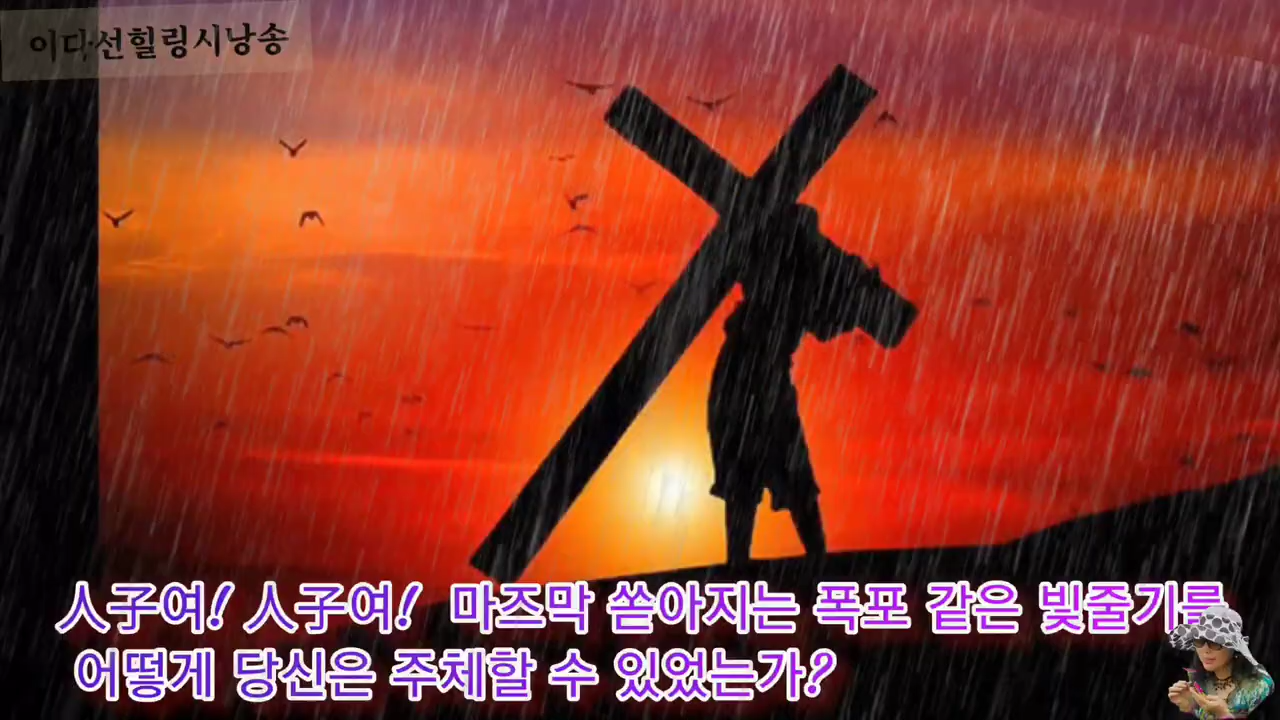 이다선힐링시낭송
人子여! 人子여! 마즈막 쏟아지는 폭포 같은 빛줄기를
어떻게 당신은 주체할 수 있었는가?